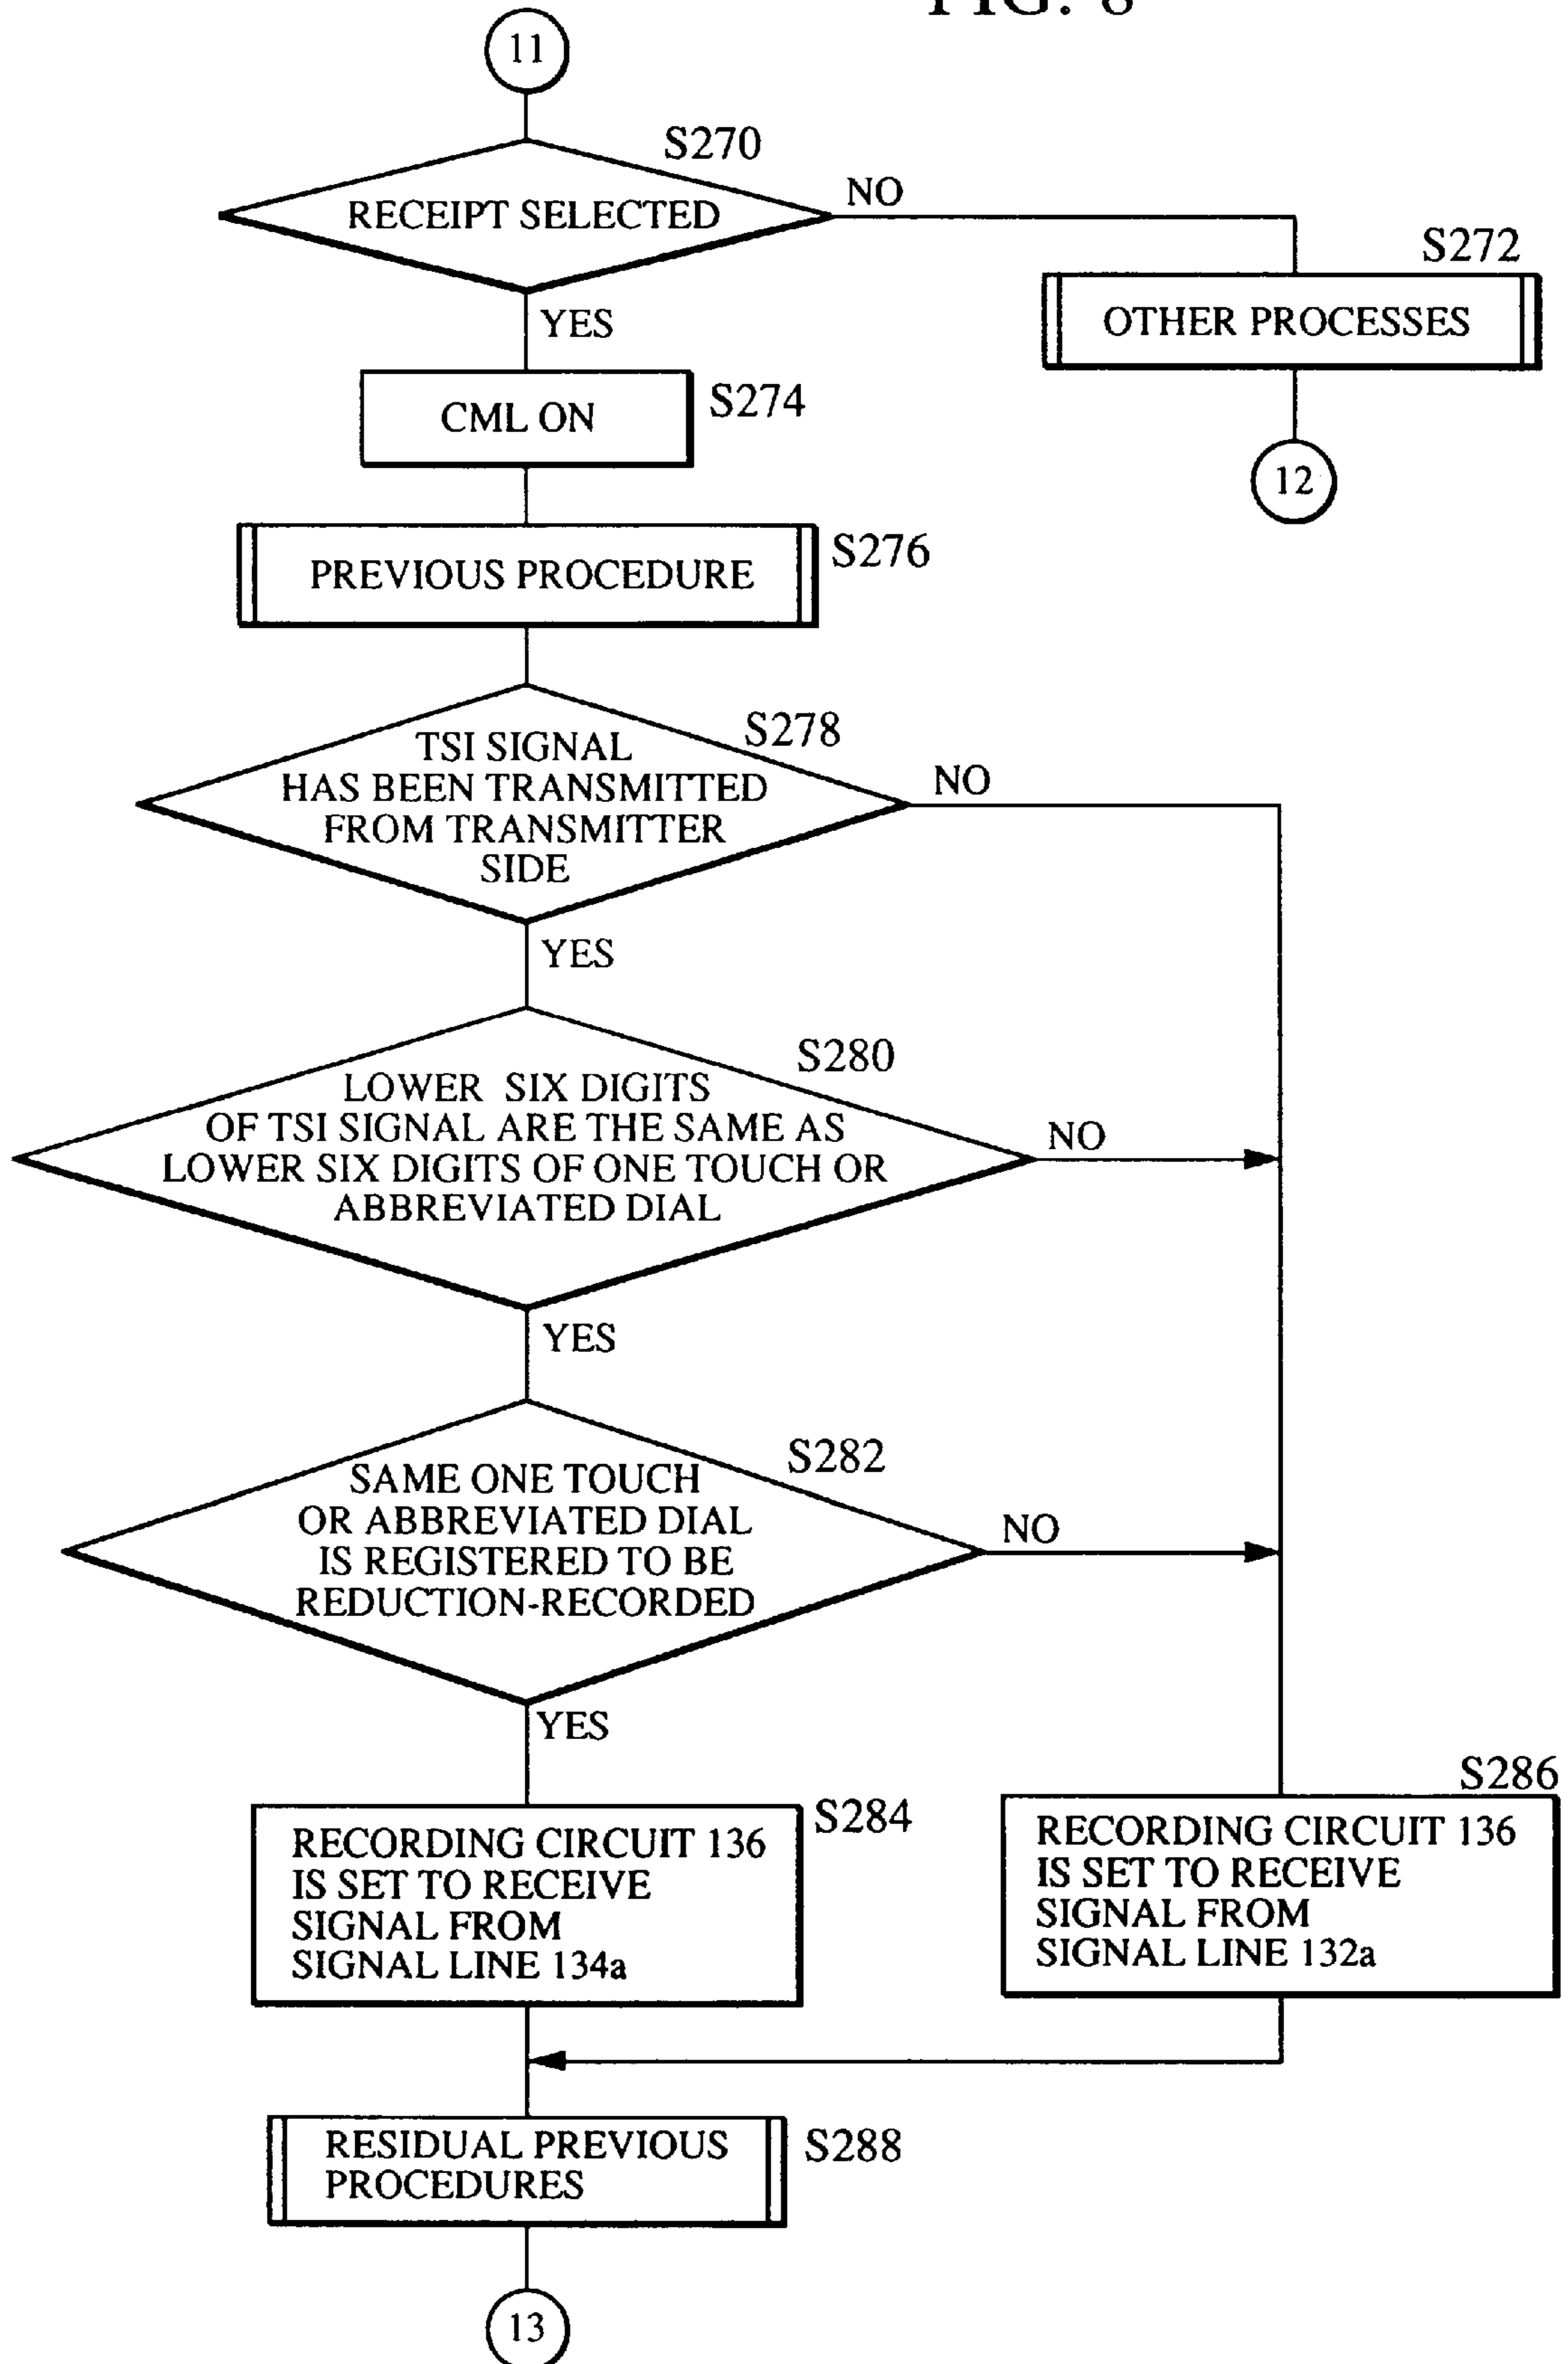 FIG. 8
11
S270
RECEIPT SELECTED
NO
S272
OTHER PROCESSES
12
YES
CML ON
S274
PREVIOUS PROCEDURE
S276
S278
TSI SIGNAL
HAS BEEN TRANSMITTED
FROM TRANSMITTER
SIDE
NO
YES
S280
LOWER SIX DIGITS
OF TSI SIGNAL ARE THE SAME AS
LOWER SIX DIGITS OF ONE TOUCH OR
ABBREVIATED DIAL
NO
YES
S282
SAME ONE TOUCH
OR ABBREVIATED DIAL
IS REGISTERED TO BE
REDUCTION-RECORDED
NO
YES
S284
RECORDING CIRCUIT 136
IS SET TO RECEIVE
SIGNAL FROM
SIGNAL LINE 134a
S286
RECORDING CIRCUIT 136
IS SET TO RECEIVE
SIGNAL FROM
SIGNAL LINE 132a
RESIDUAL PREVIOUS
PROCEDURES
S288
13